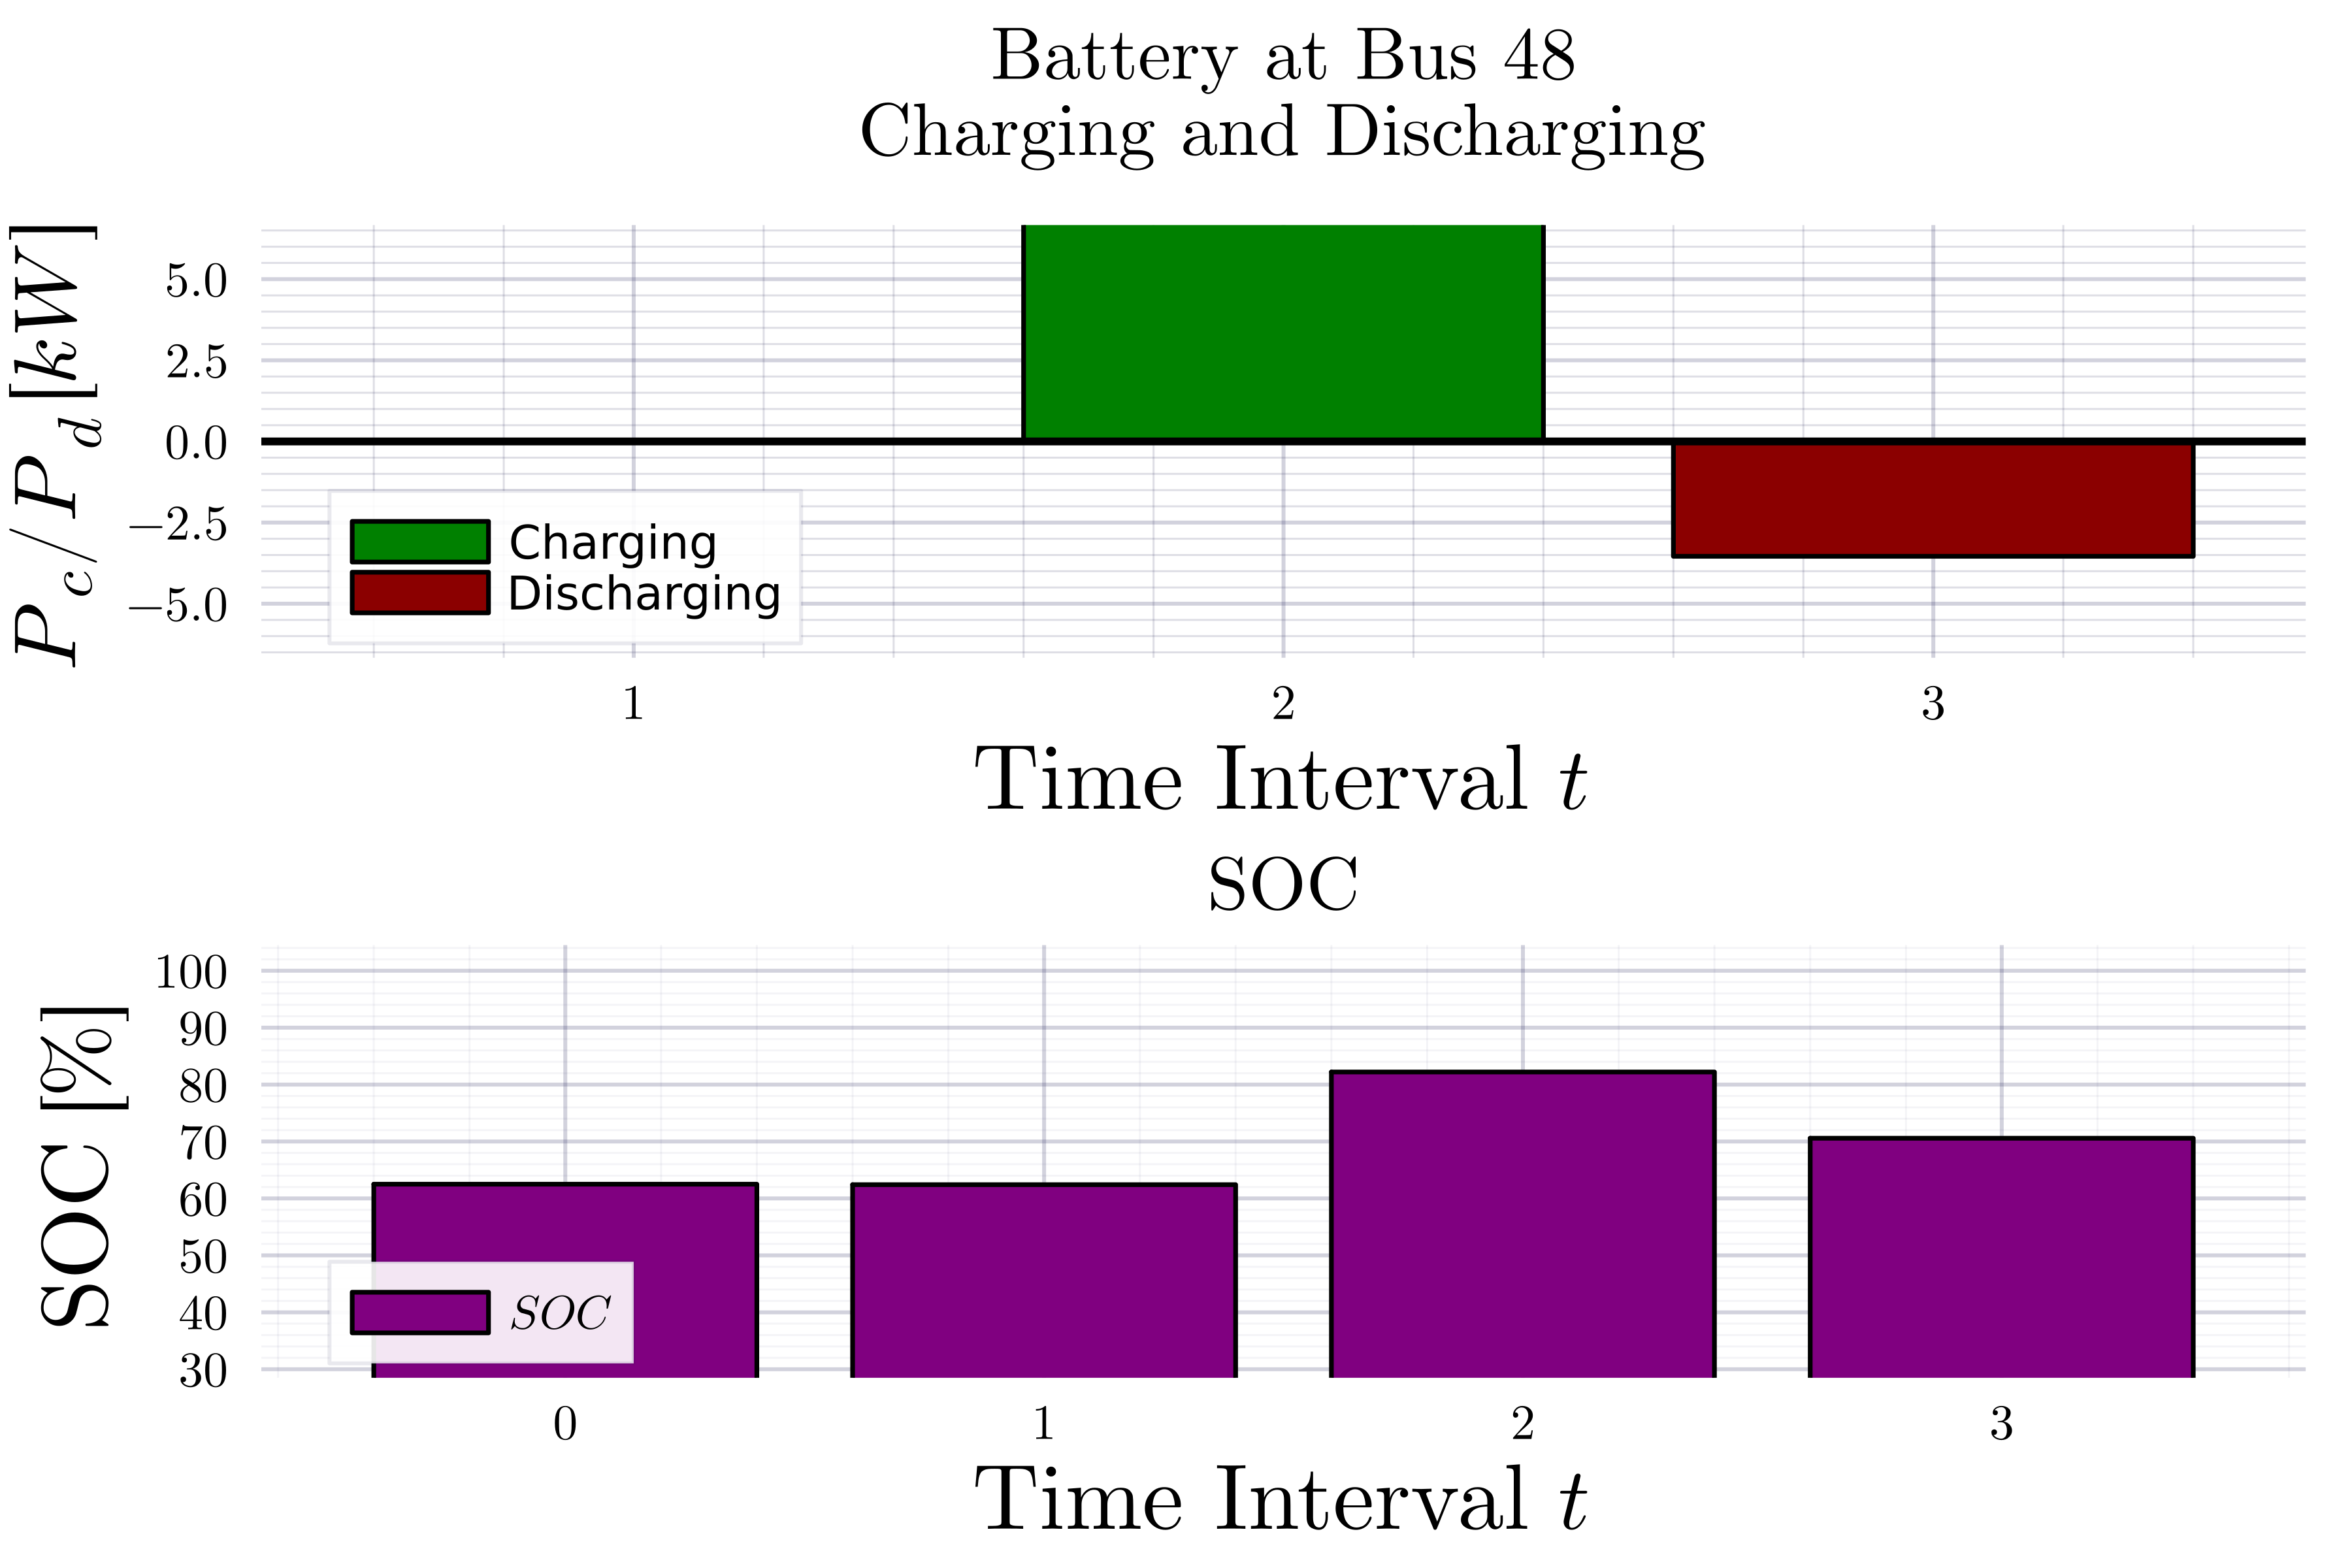 Battery at Bus 48
Charging and Discharging
P_c/P_d [kW]
5.0
2.5
0.0
−2.5
−5.0
Charging
Discharging
1 2 3
Time Interval t
SOC
SOC [%]
100
90
80
70
60
50
40
30
SOC
0 1 2 3
Time Interval t